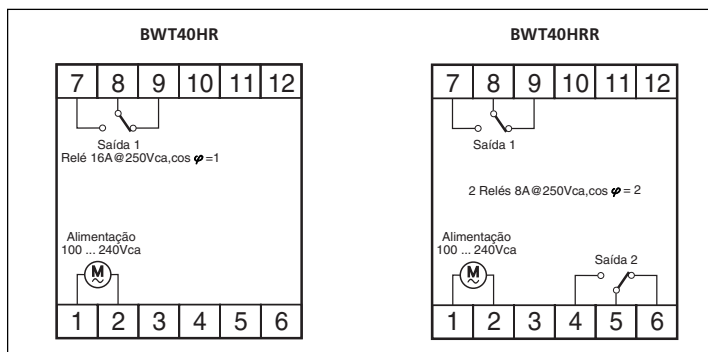 BWT40HR
7 8 9 10 11 12
Saída 1
Relé 16A@250Vca,cos φ =1
Alimentação
100 ... 240Vca
M
~
1 2 3 4 5 6
BWT40HRR
7 8 9 10 11 12
Saída 1
2 Relés 8A@250Vca,cos φ = 2
Alimentação
100 ... 240Vca
M
~
Saída 2
1 2 3 4 5 6